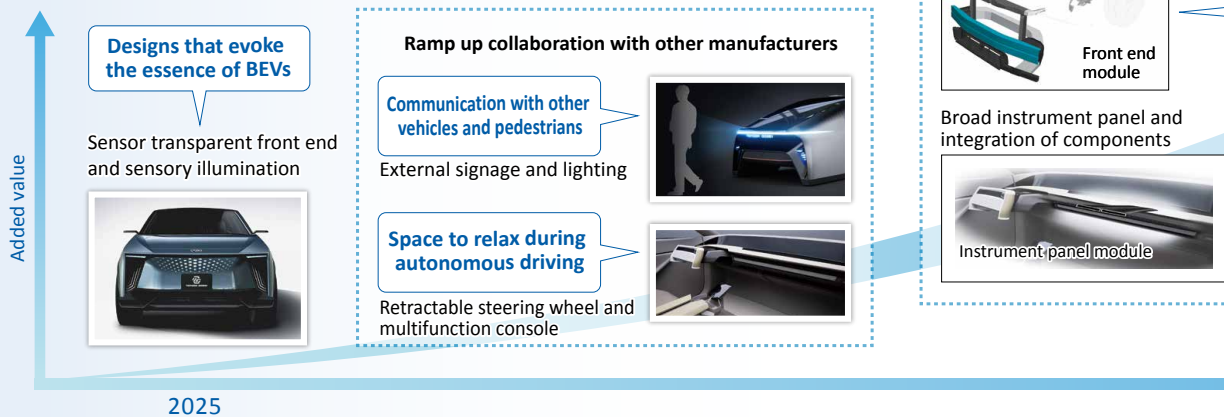 Added value
Designs that evoke
the essence of BEVs
Sensor transparent front end
and sensory illumination
Ramp up collaboration with other manufacturers
Communication with other
vehicles and pedestrians
External signage and lighting
Space to relax during
autonomous driving
Retractable steering wheel and
multifunction console
Front end
module
Broad instrument panel and
integration of components
Instrument panel module
2025